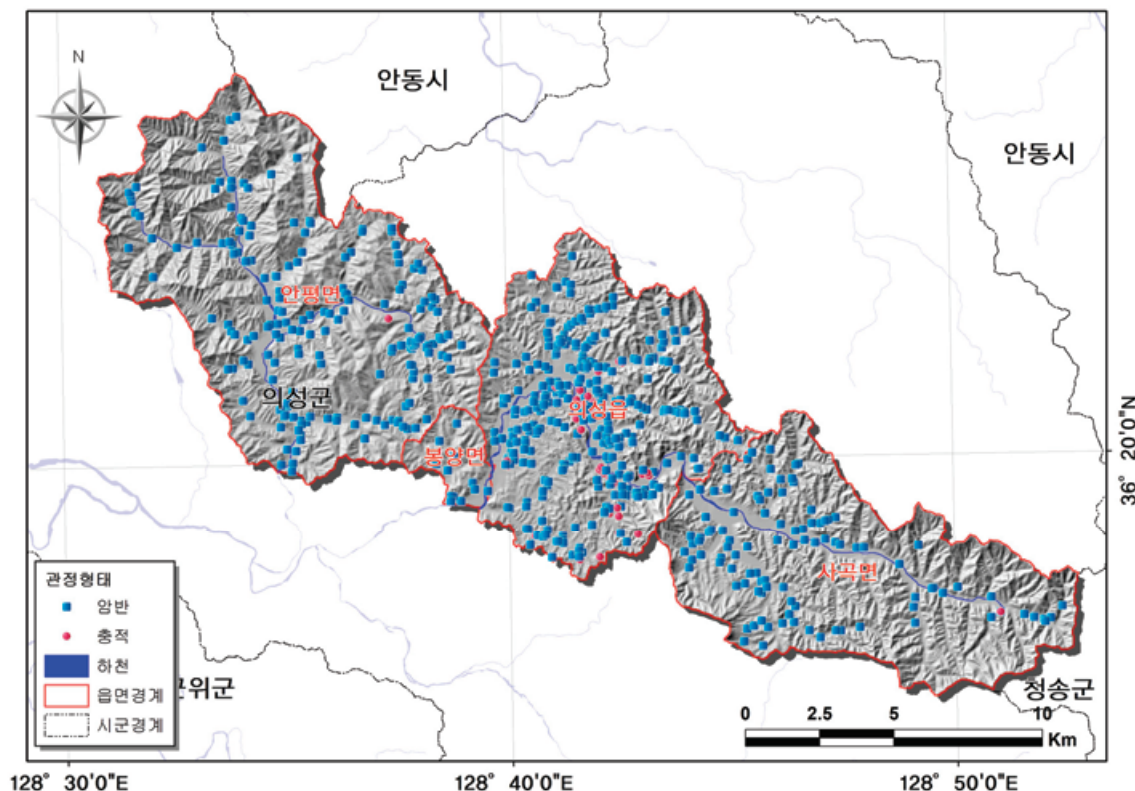 N
안동시
안동시
안평면
의성군
의성읍
봉양면
사곡면
36° 20'0"N
관정형태
암반
충적
하천
읍면경계
시군경계
군위군
청송군
0 2.5 5 10
Km
128° 30'0"E
128° 40'0"E
128° 50'0"E